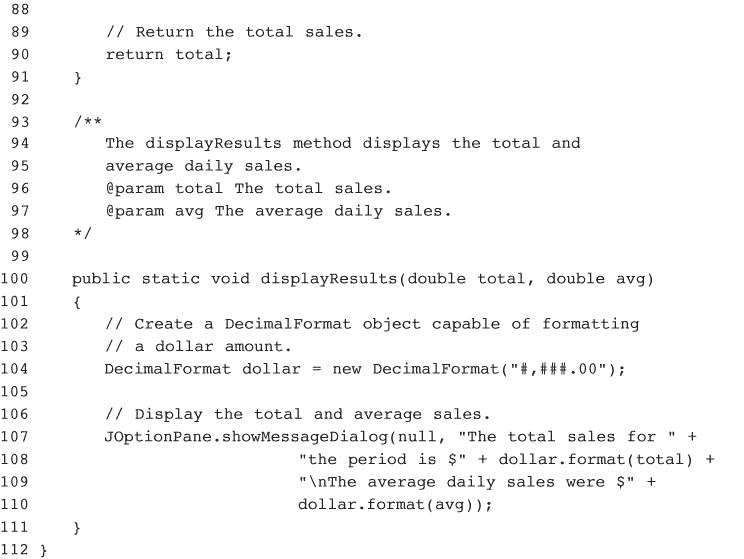 88
89 // Return the total sales.
90 return total;
91 }
92
93 /**
94 The displayResults method displays the total and
95 average daily sales.
96 @param total The total sales.
97 @param avg The average daily sales.
98 */
99
100 public static void displayResults(double total, double avg)
101 {
102 // Create a DecimalFormat object capable of formatting
103 // a dollar amount.
104 DecimalFormat dollar = new DecimalFormat("#,###.00");
105
106 // Display the total and average sales.
107 JOptionPane.showMessageDialog(null, "The total sales for " +
108 "the period is $" + dollar.format(total) +
109 "\nThe average daily sales were $" +
110 dollar.format(avg));
111 }
112 }